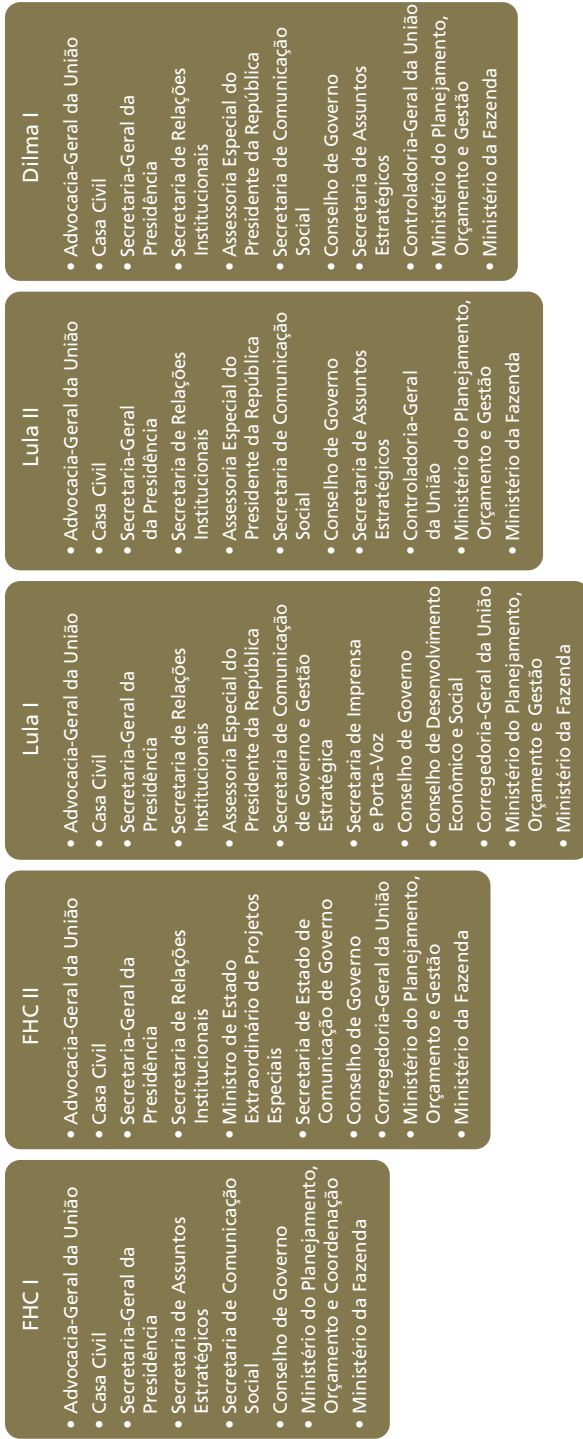 FHC I
• Advocacia-Geral da União
• Casa Civil
• Secretaria-Geral da
Presidência
• Secretaria de Assuntos
Estratégicos
• Secretaria de Comunicação
Social
• Conselho de Governo
• Ministério do Planejamento,
Orçamento e Coordenação
• Ministério da Fazenda
FHC II
• Advocacia-Geral da União
• Casa Civil
• Secretaria-Geral da
Presidência
• Secretaria de Relações
Institucionais
• Ministro de Estado
Extraordinário de Projetos
Especiais
• Secretaria de Estado de
Comunicação de Governo
• Conselho de Governo
• Corregedoria-Geral da União
• Ministério do Planejamento,
Orçamento e Gestão
• Ministério da Fazenda
Lula I
• Advocacia-Geral da União
• Casa Civil
• Secretaria-Geral da
Presidência
• Secretaria de Relações
Institucionais
• Assessoria Especial do
Presidente da República
• Secretaria de Comunicação
de Governo e Gestão
Estratégica
• Secretaria de Imprensa
e Porta-Voz
• Conselho de Governo
• Conselho de Desenvolvimento
Econômico e Social
• Corregedoria-Geral da União
• Ministério do Planejamento,
Orçamento e Gestão
• Ministério da Fazenda
Lula II
• Advocacia-Geral da União
• Casa Civil
• Secretaria-Geral
da Presidência
• Secretaria de Relações
Institucionais
• Assessoria Especial do
Presidente da República
• Secretaria de Comunicação
Social
• Conselho de Governo
• Secretaria de Assuntos
Estratégicos
• Controladoria-Geral
da União
• Ministério do Planejamento,
Orçamento e Gestão
• Ministério da Fazenda
Dilma I
• Advocacia-Geral da União
• Casa Civil
• Secretaria-Geral da
Presidência
• Secretaria de Relações
Institucionais
• Assessoria Especial do
Presidente da República
• Secretaria de Comunicação
Social
• Conselho de Governo
• Secretaria de Assuntos
Estratégicos
• Controladoria-Geral da União
• Ministério do Planejamento,
Orçamento e Gestão
• Ministério da Fazenda